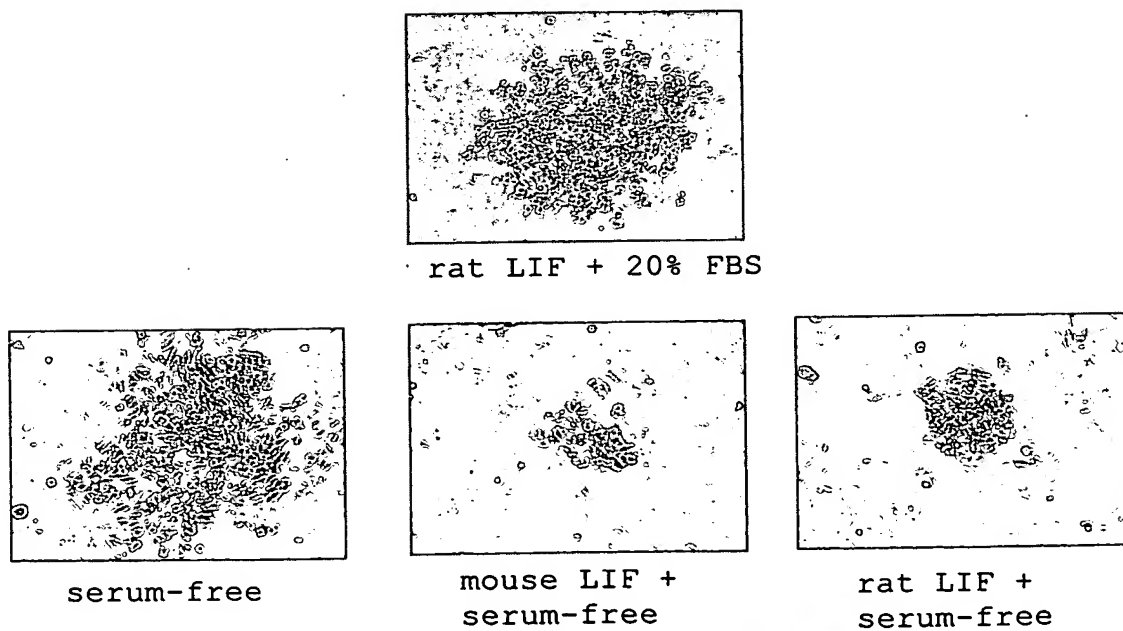 rat LIF + 20% FBS
serum-free
mouse LIF +
serum-free
rat LIF +
serum-free